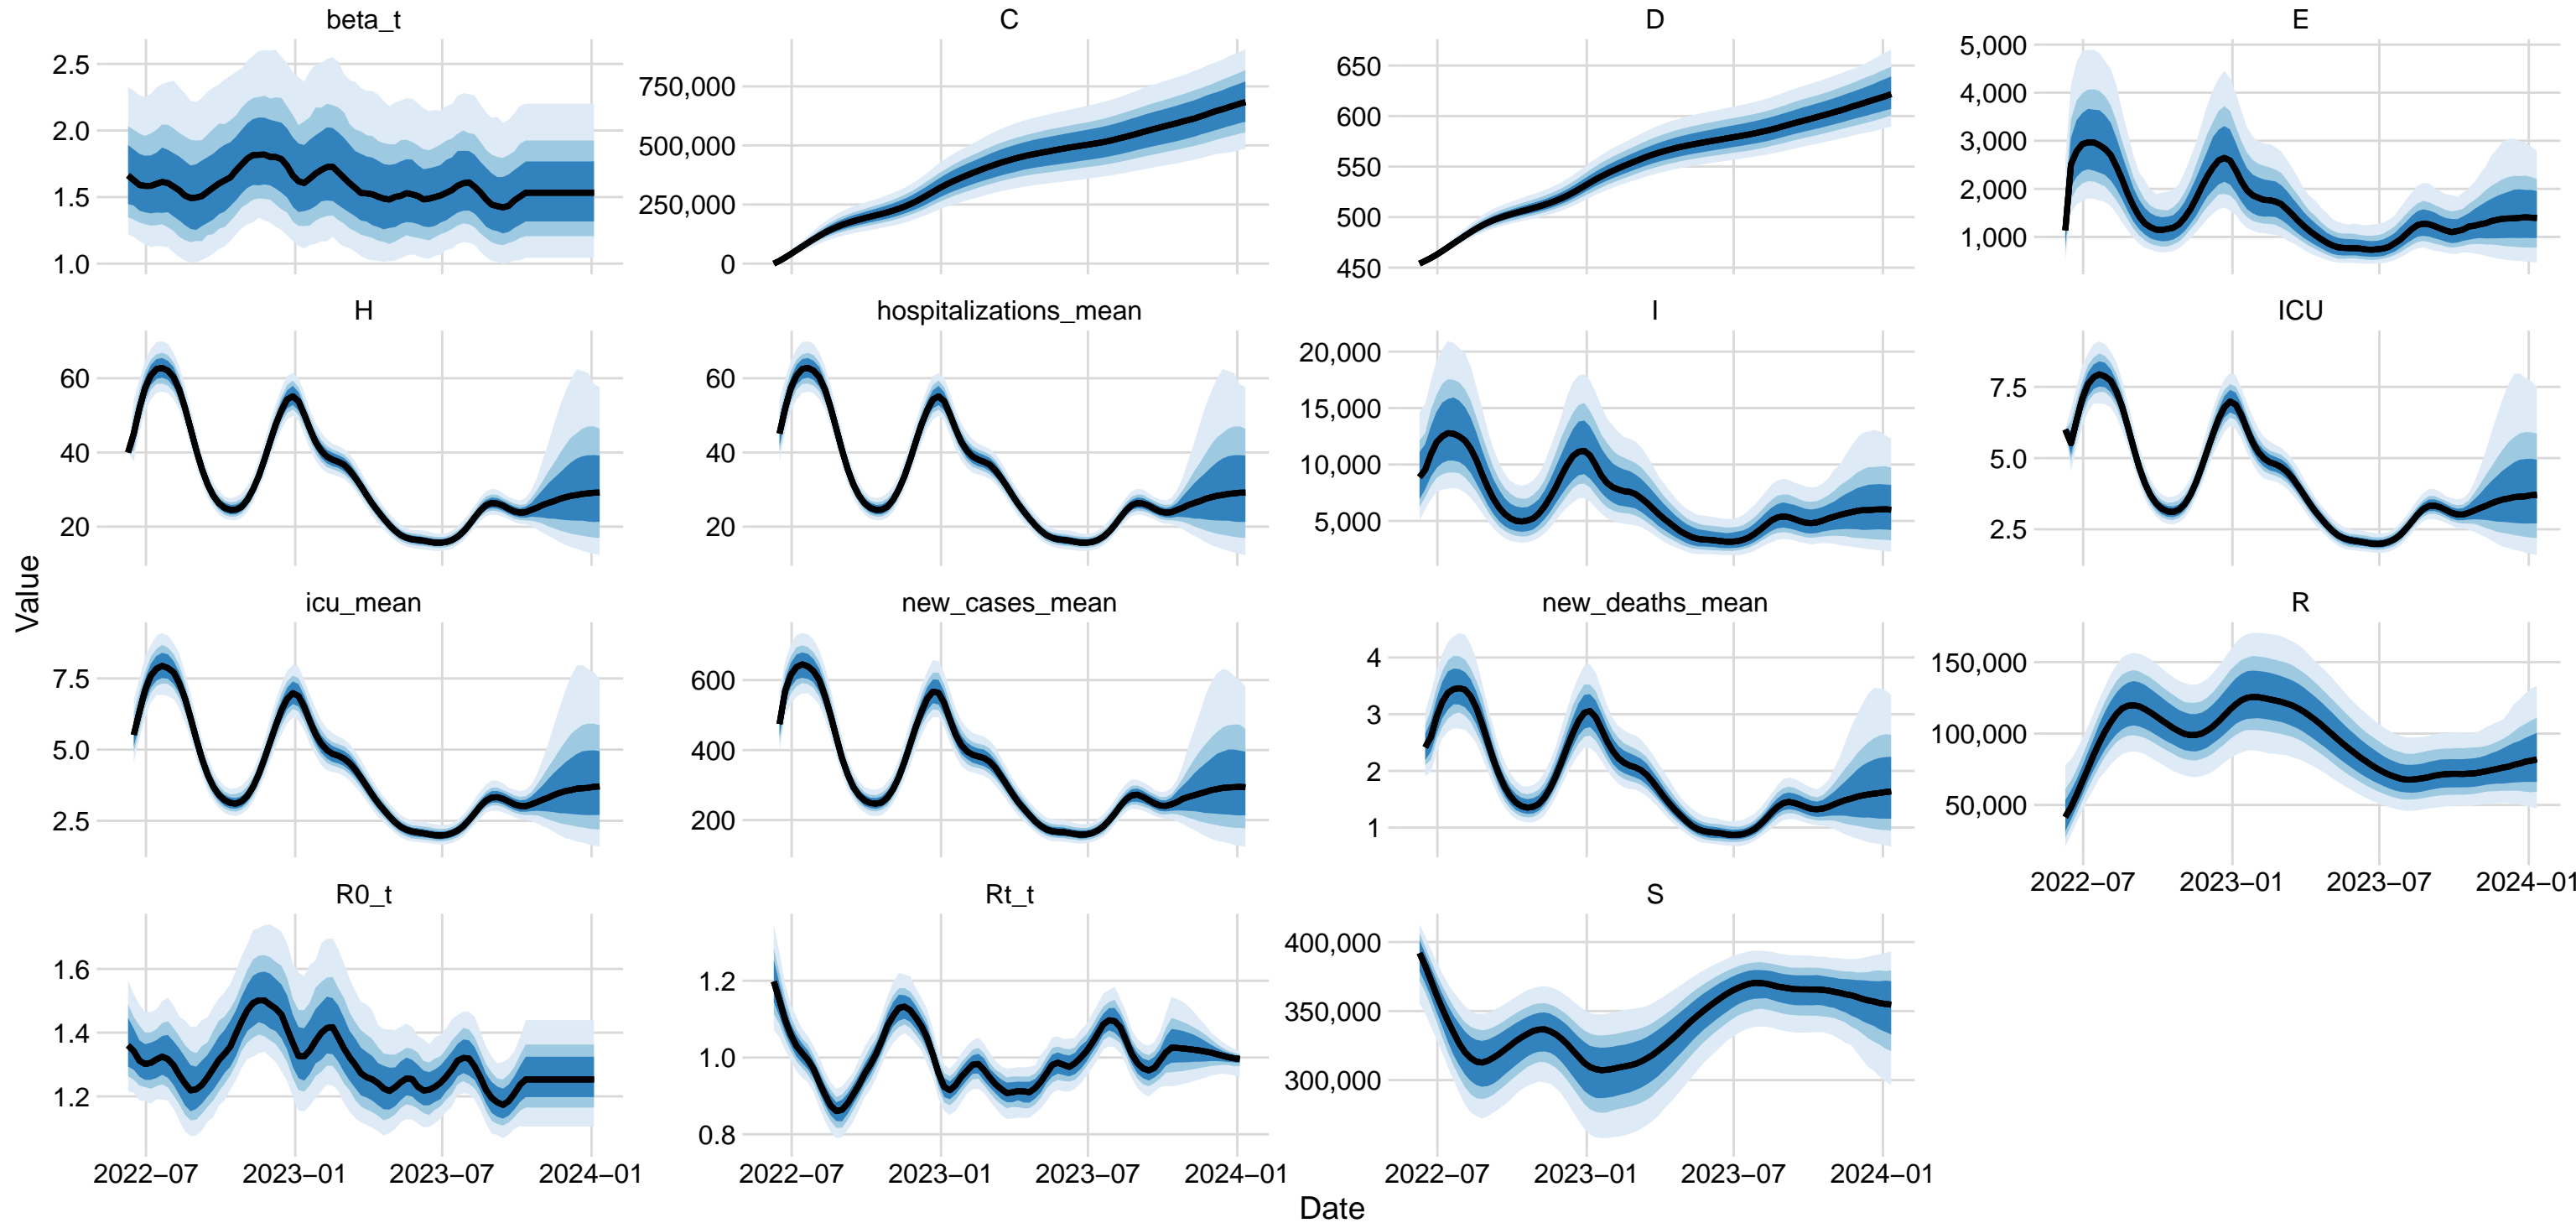 beta_t
C
D
E
2.5
2.0
1.5
1.0
750,000
500,000
250,000
0
650
600
550
500
450
5,000
4,000
3,000
2,000
1,000
H
hospitalizations_mean
I
ICU
60
40
20
60
40
20
20,000
15,000
10,000
5,000
7.5
5.0
2.5
Value
icu_mean
new_cases_mean
new_deaths_mean
R
7.5
5.0
2.5
600
400
200
4
3
2
1
150,000
100,000
50,000
2022−07 2023−01 2023−07 2024−01
R0_t
Rt_t
S
1.6
1.4
1.2
1.2
1.0
0.8
400,000
350,000
300,000
2022−07 2023−01 2023−07 2024−01
2022−07 2023−01 2023−07 2024−01
2022−07 2023−01 2023−07 2024−01
Date